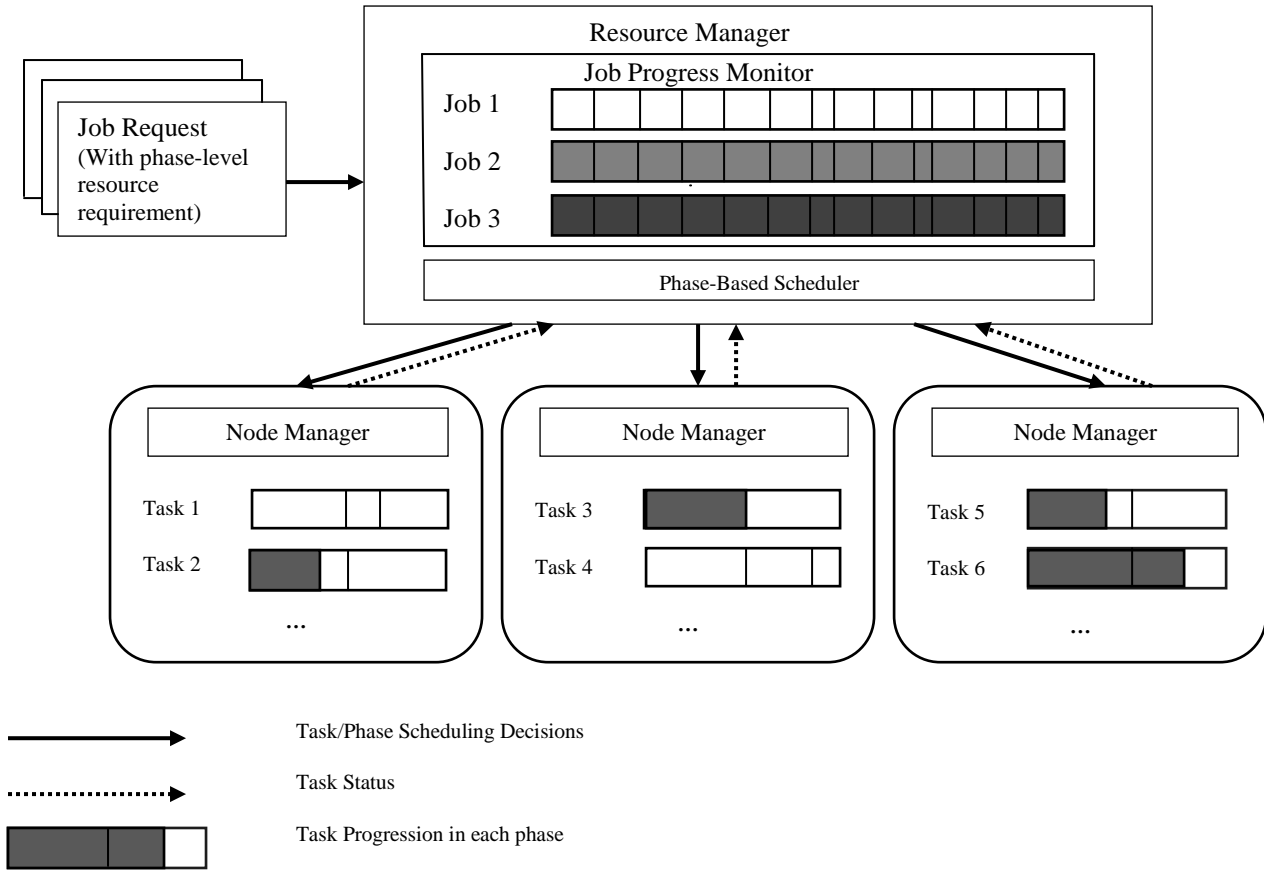 Resource Manager
Job Progress Monitor
Job 1
Job 2
Job 3
Job Request
(With phase-level
resource
requirement)
Phase-Based Scheduler
Node Manager
Task 1
Task 2
...
Node Manager
Task 3
Task 4
...
Node Manager
Task 5
Task 6
...
Task/Phase Scheduling Decisions
Task Status
Task Progression in each phase